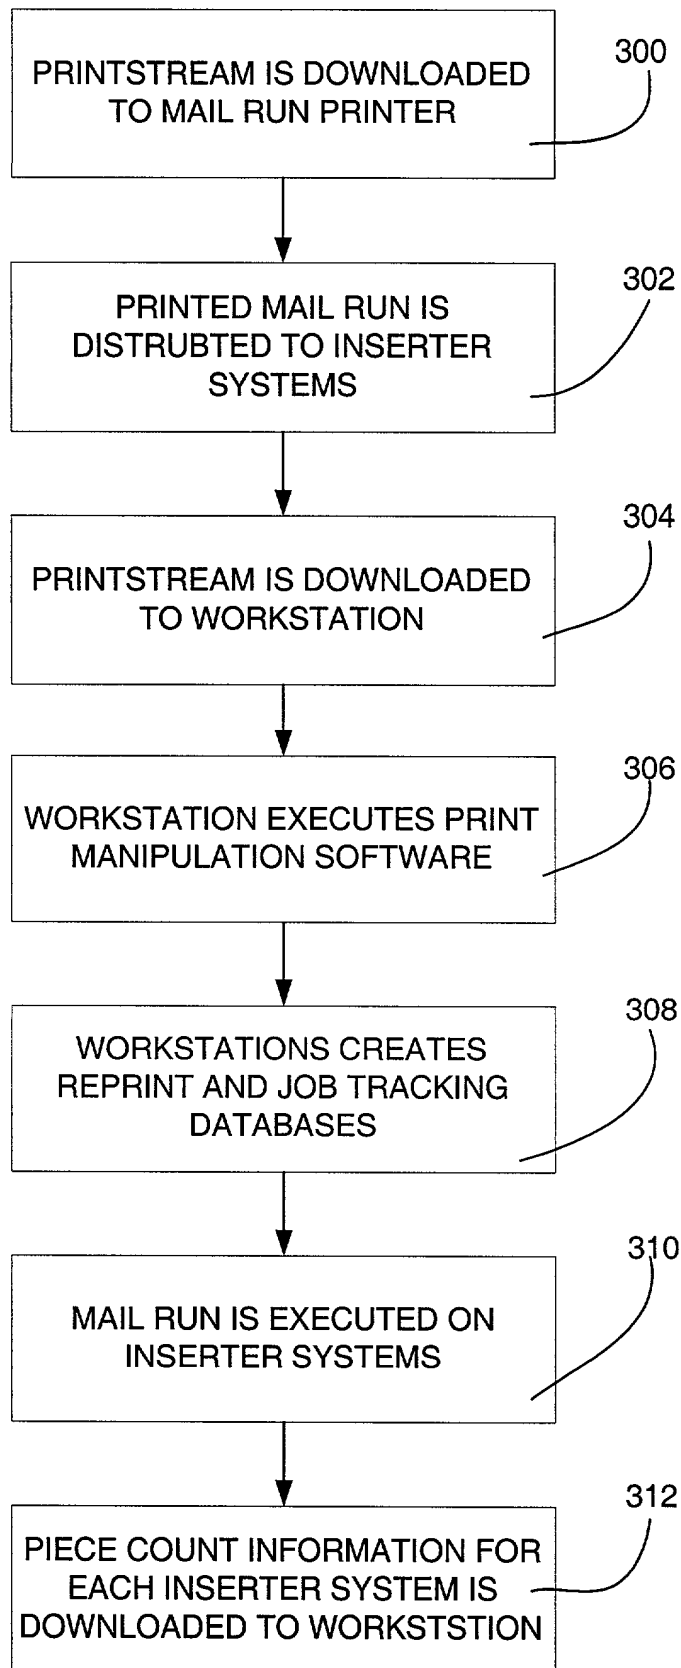 PRINTSTREAM IS DOWNLOADED
TO MAIL RUN PRINTER
300
PRINTED MAIL RUN IS
DISTRUBTED TO INSERTER
SYSTEMS
302
PRINTSTREAM IS DOWNLOADED
TO WORKSTATION
304
WORKSTATION EXECUTES PRINT
MANIPULATION SOFTWARE
306
WORKSTATIONS CREATES
REPRINT AND JOB TRACKING
DATABASES
308
MAIL RUN IS EXECUTED ON
INSERTER SYSTEMS
310
PIECE COUNT INFORMATION FOR
EACH INSERTER SYSTEM IS
DOWNLOADED TO WORKSTSTION
312